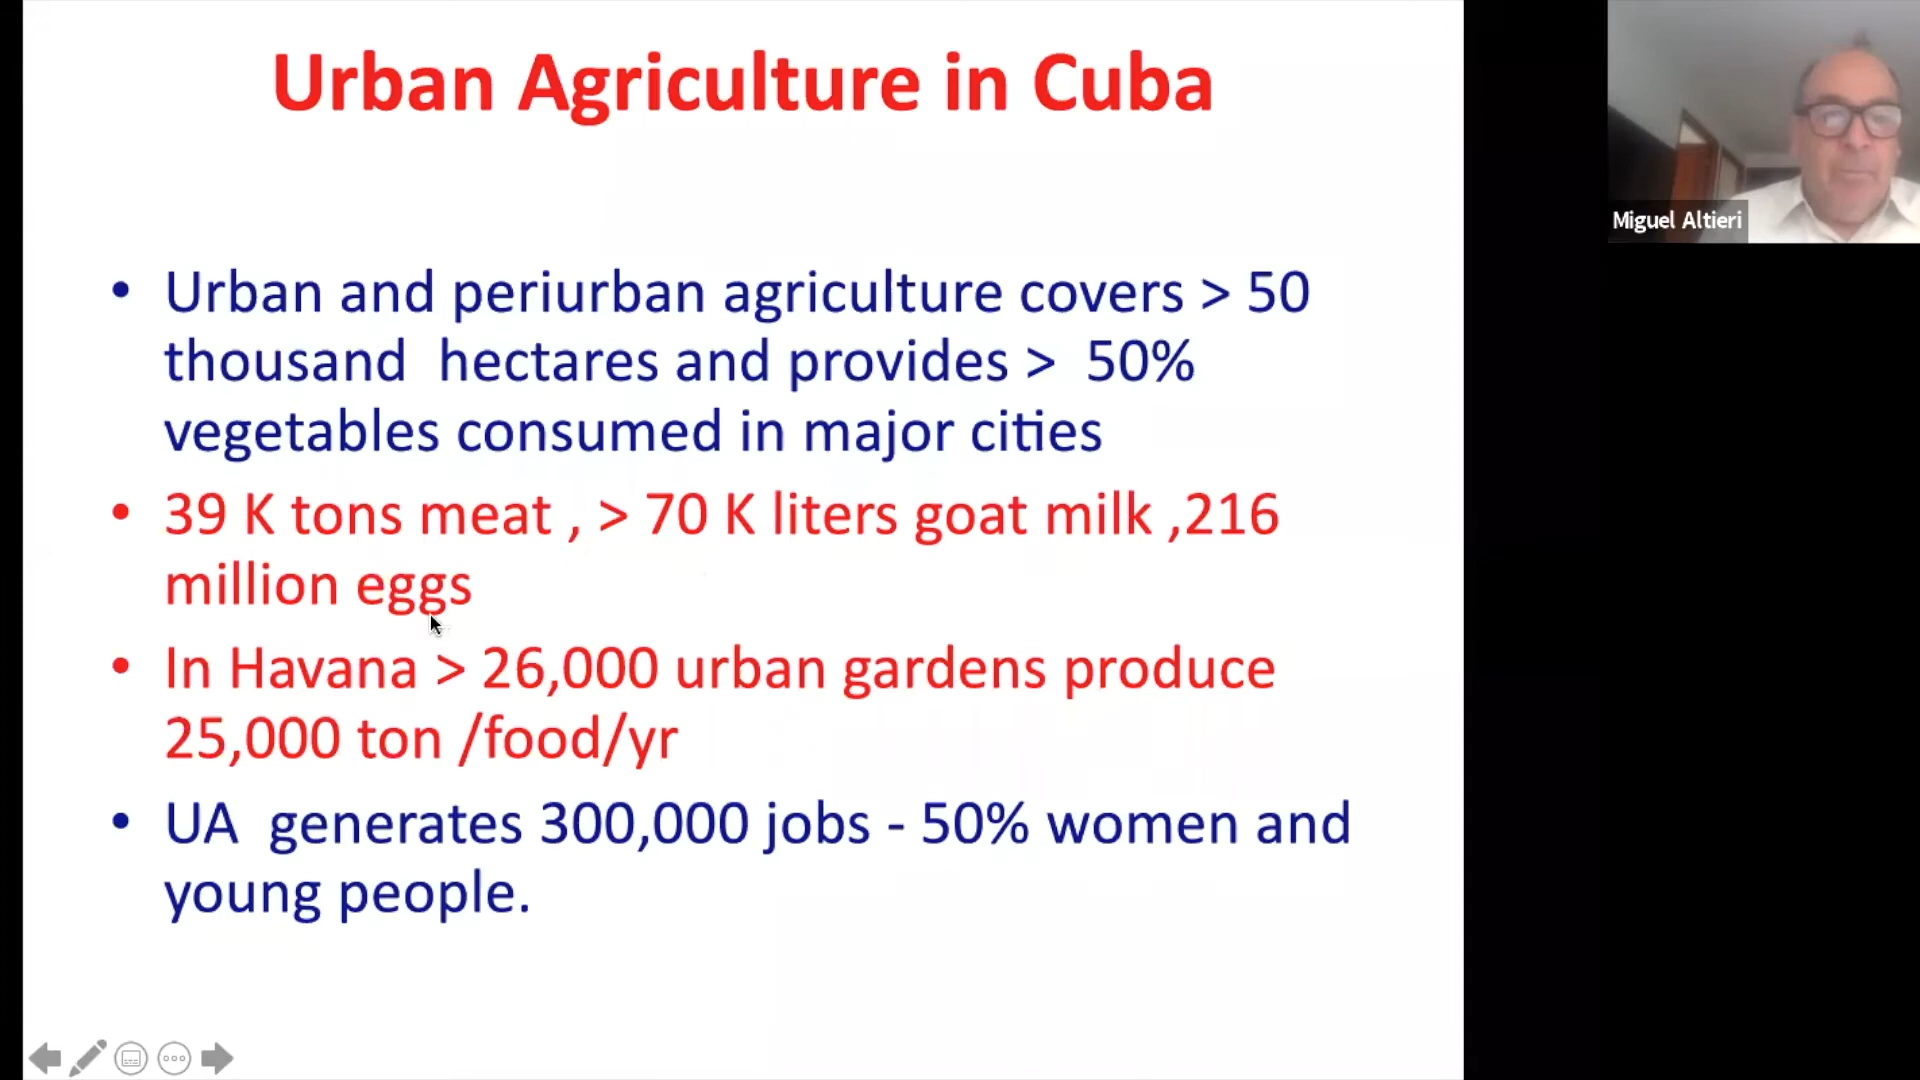 Urban Agriculture in Cuba
Miguel Altieri
• Urban and periurban agriculture covers > 50
thousand  hectares and provides >  50%
vegetables consumed in major cities
• 39 K tons meat , > 70 K liters goat milk ,216
million eggs
• In Havana > 26,000 urban gardens produce
25,000 ton /food/yr
• UA  generates 300,000 jobs - 50% women and
young people.